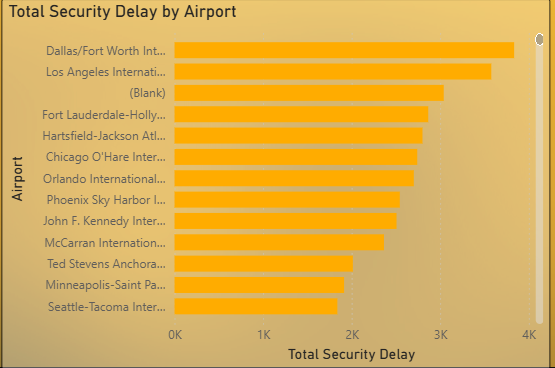 Total Security Delay by Airport
Dallas/Fort Worth Int...
Los Angeles Internati...
(Blank)
Fort Lauderdale-Holly...
Hartsfield-Jackson Atl...
Chicago O'Hare Inter...
Orlando International...
Phoenix Sky Harbor I...
John F. Kennedy Inter...
McCarran Internation...
Ted Stevens Anchora...
Minneapolis-Saint Pa...
Seattle-Tacoma Inter...
Airport
0K 1K 2K 3K 4K
Total Security Delay